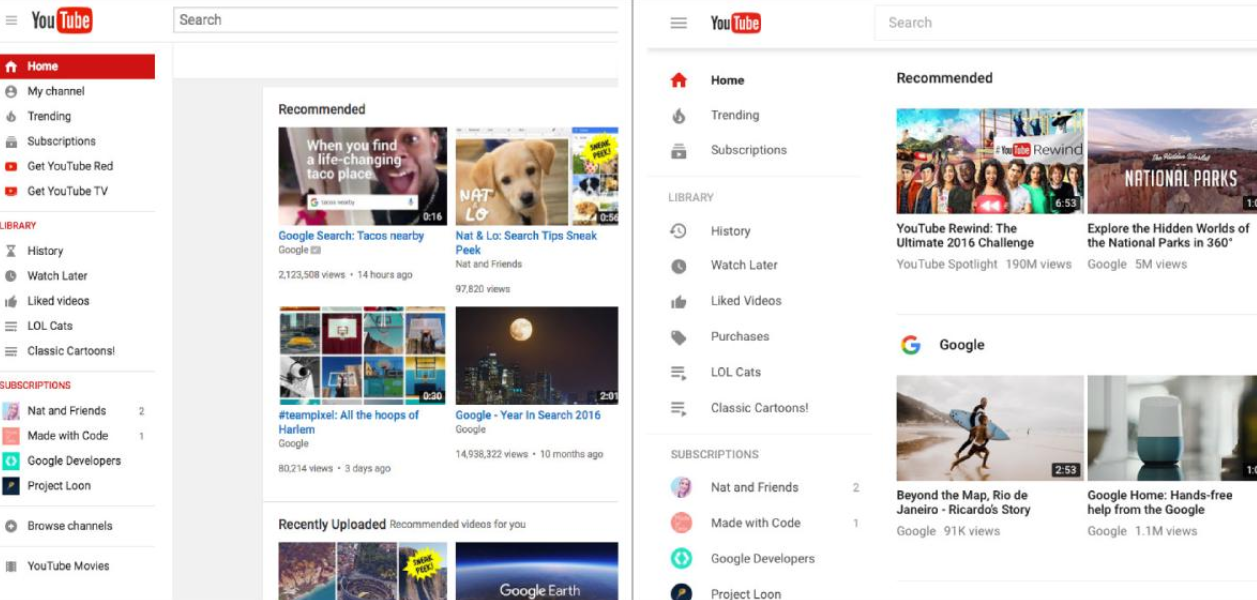 YouTube
Search
Home
My channel
Trending
Subscriptions
Get YouTube Red
Get YouTube TV
LIBRARY
History
Watch Later
Liked videos
LOL Cats
Classic Cartoons!
SUBSCRIPTIONS
Nat and Friends 2
Made with Code 1
Google Developers
Project Loon
Browse channels
YouTube Movies
Recommended
When you find
a life-changing
taco place
G tacos nearby
0:16
Google Search: Tacos nearby
Google
2,123,508 views • 14 hours ago
SNEAK
PEEK!
NAT
LO
0:56
Nat & Lo: Search Tips Sneak
Peek
Nat and Friends
97,820 views
0:30
#teampixel: All the hoops of
Harlem
Google
80,214 views • 3 days ago
2:01
Google - Year In Search 2016
Google
14,938,322 views • 10 months ago
Recently Uploaded Recommended videos for you
SNEAK
PEEK!
Google Earth
YouTube
Search
Home
Trending
Subscriptions
LIBRARY
History
Watch Later
Liked Videos
Purchases
LOL Cats
Classic Cartoons!
SUBSCRIPTIONS
Nat and Friends 2
Made with Code 1
Google Developers
Project Loon
Recommended
#YouTube Rewind
6:53
YouTube Rewind: The
Ultimate 2016 Challenge
YouTube Spotlight 190M views
The Hidden Worlds
NATIONAL PARKS
Explore the Hidden Worlds of
the National Parks in 360°
Google 5M views
G Google
2:53
Beyond the Map, Rio de
Janeiro - Ricardo's Story
Google 91K views
Google Home: Hands-free
help from the Google
Google 1.1M views